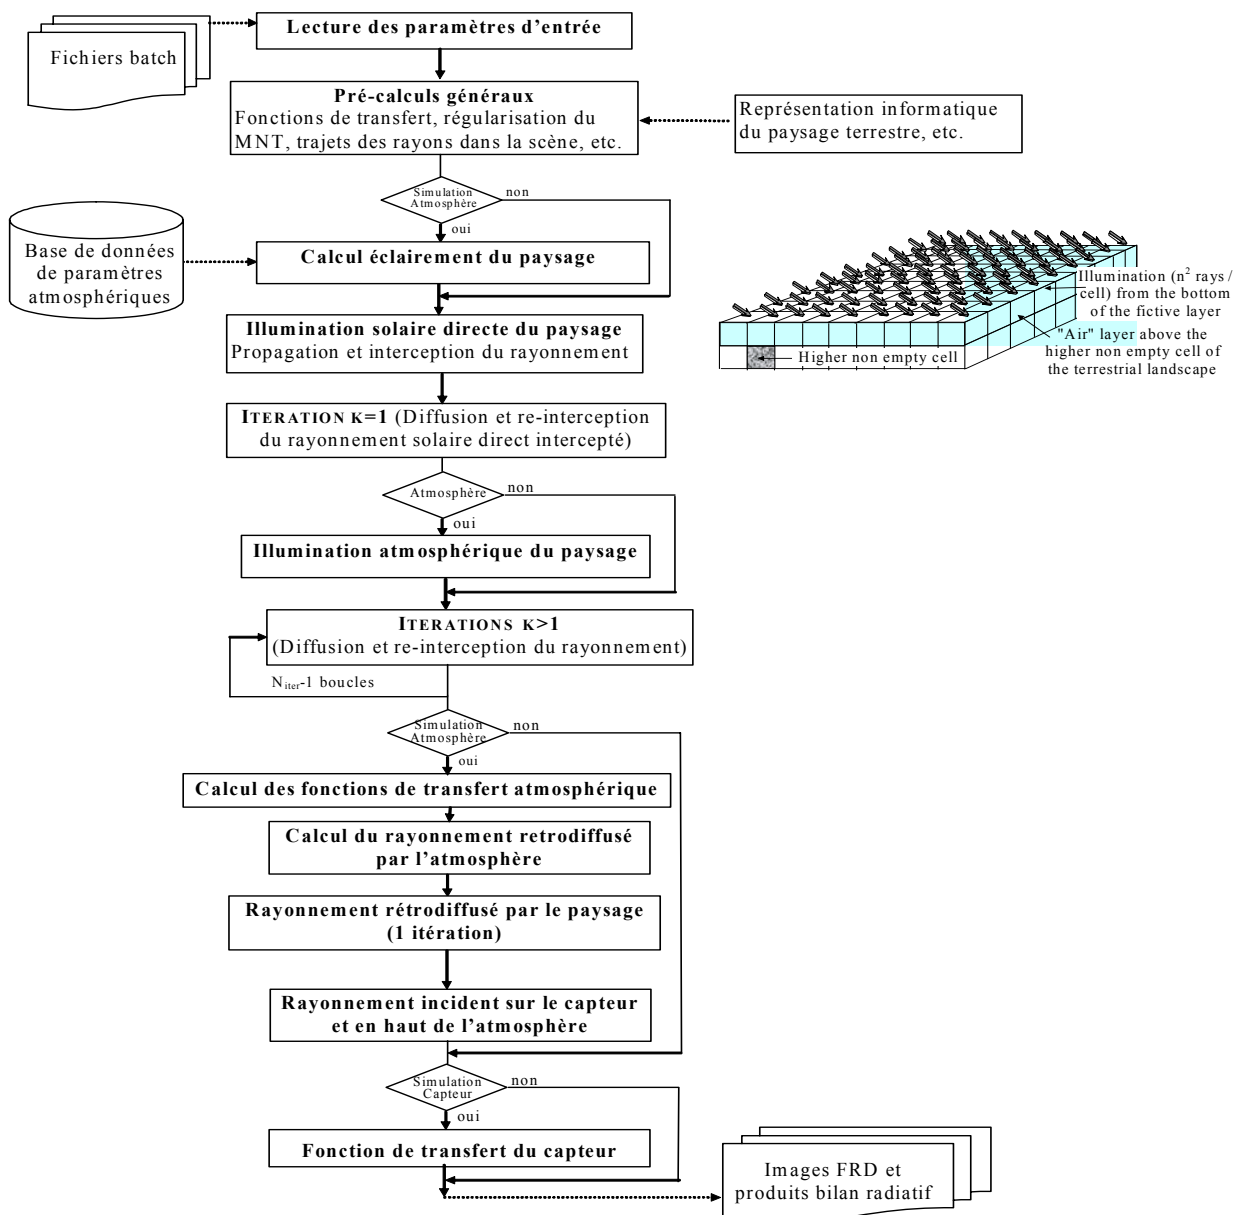 Lecture des paramètres d'entrée
Fichiers batch
Pré-calculs généraux
Fonctions de transfert, régularisation du
MNT, trajets des rayons dans la scène, etc.
Représentation informatique
du paysage terrestre, etc.
Simulation
Atmosphère
non
oui
Base de données
de paramètres
atmosphériques
Calcul éclairement du paysage
Illumination solaire directe du paysage
Propagation et interception du rayonnement
Illumination (n² rays /
cell) from the bottom
of the fictive layer
"Air" layer above the
higher non empty cell of
the terrestrial landscape
Higher non empty cell
ITERATION K=1 (Diffusion et re-interception
du rayonnement solaire direct intercepté)
Atmosphère
non
oui
Illumination atmosphérique du paysage
ITERATIONS K>1
(Diffusion et re-interception du rayonnement)
Niter-1 boucles
Simulation
Atmosphère
non
oui
Calcul des fonctions de transfert atmosphérique
Calcul du rayonnement retrodiffusé
par l'atmosphère
Rayonnement rétrodiffusé par le paysage
(1 itération)
Rayonnement incident sur le capteur
et en haut de l'atmosphère
Simulation
Capteur
non
oui
Fonction de transfert du capteur
Images FRD et
produits bilan radiatif